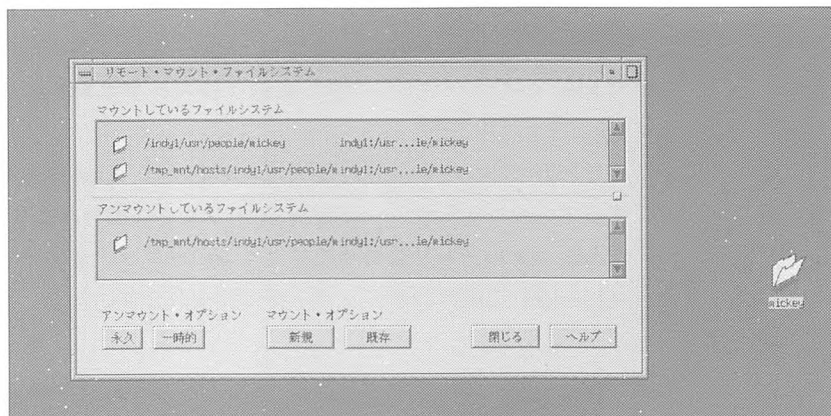 リモート・マウント・ファイルシステム
マウントしているファイルシステム
/indy1/usr/people/mickey indy1:/usr...le/mickey
/tmp_mnt/hosts/indy1/usr/people/m indy1:/usr...le/mickey
アンマウントしているファイルシステム
/tmp_mnt/hosts/indy1/usr/people/m indy1:/usr...le/mickey
mickey
アンマウント・オプション マウント・オプション
永久 一時的 新規 既存 閉じる ヘルプ